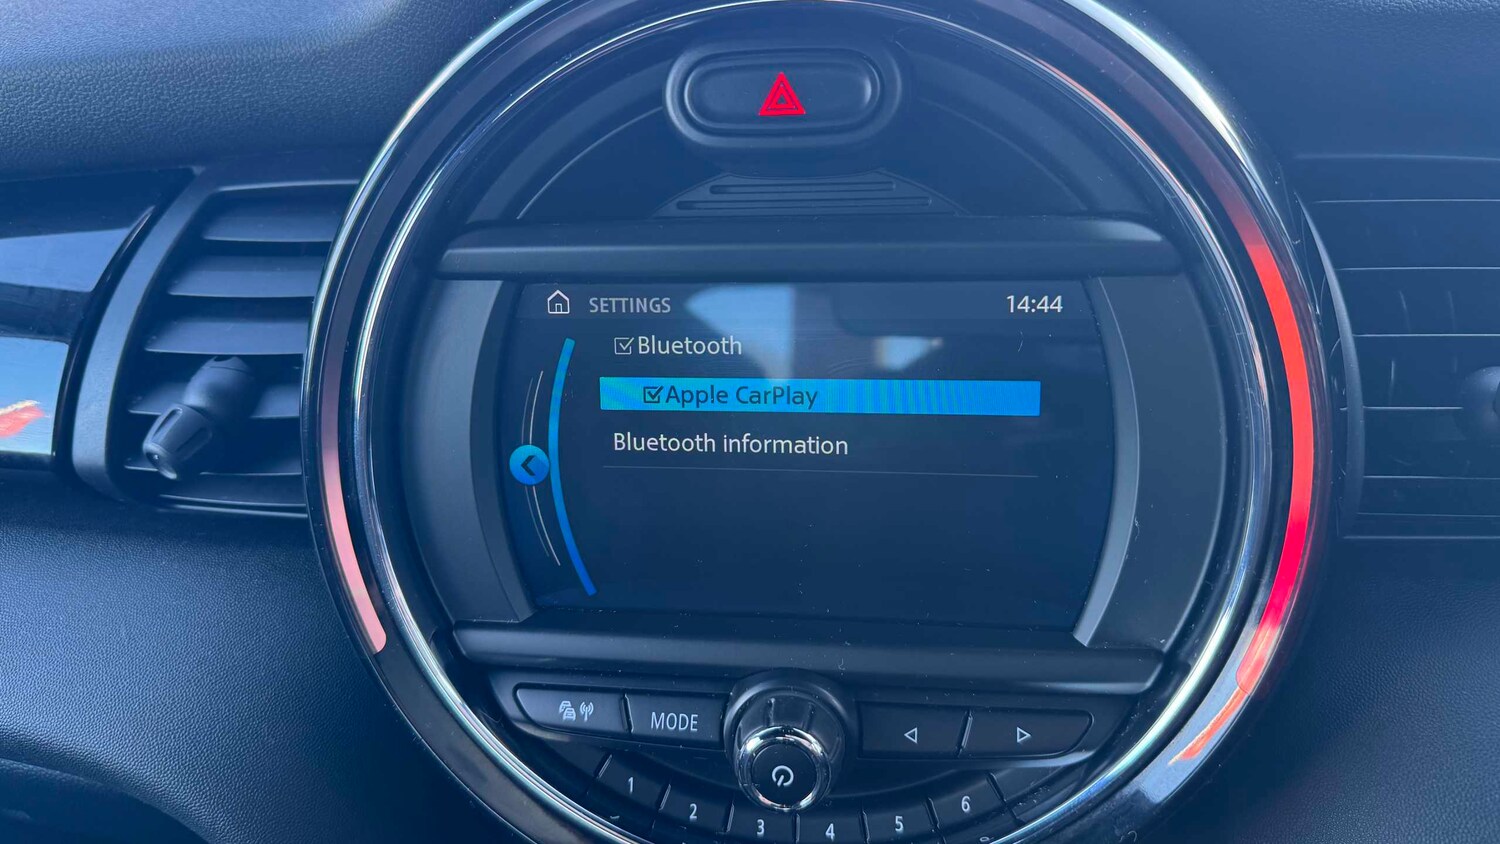 SETTINGS 14:44
Bluetooth
Apple CarPlay
Bluetooth information
MODE
1 2 3 4 5 6